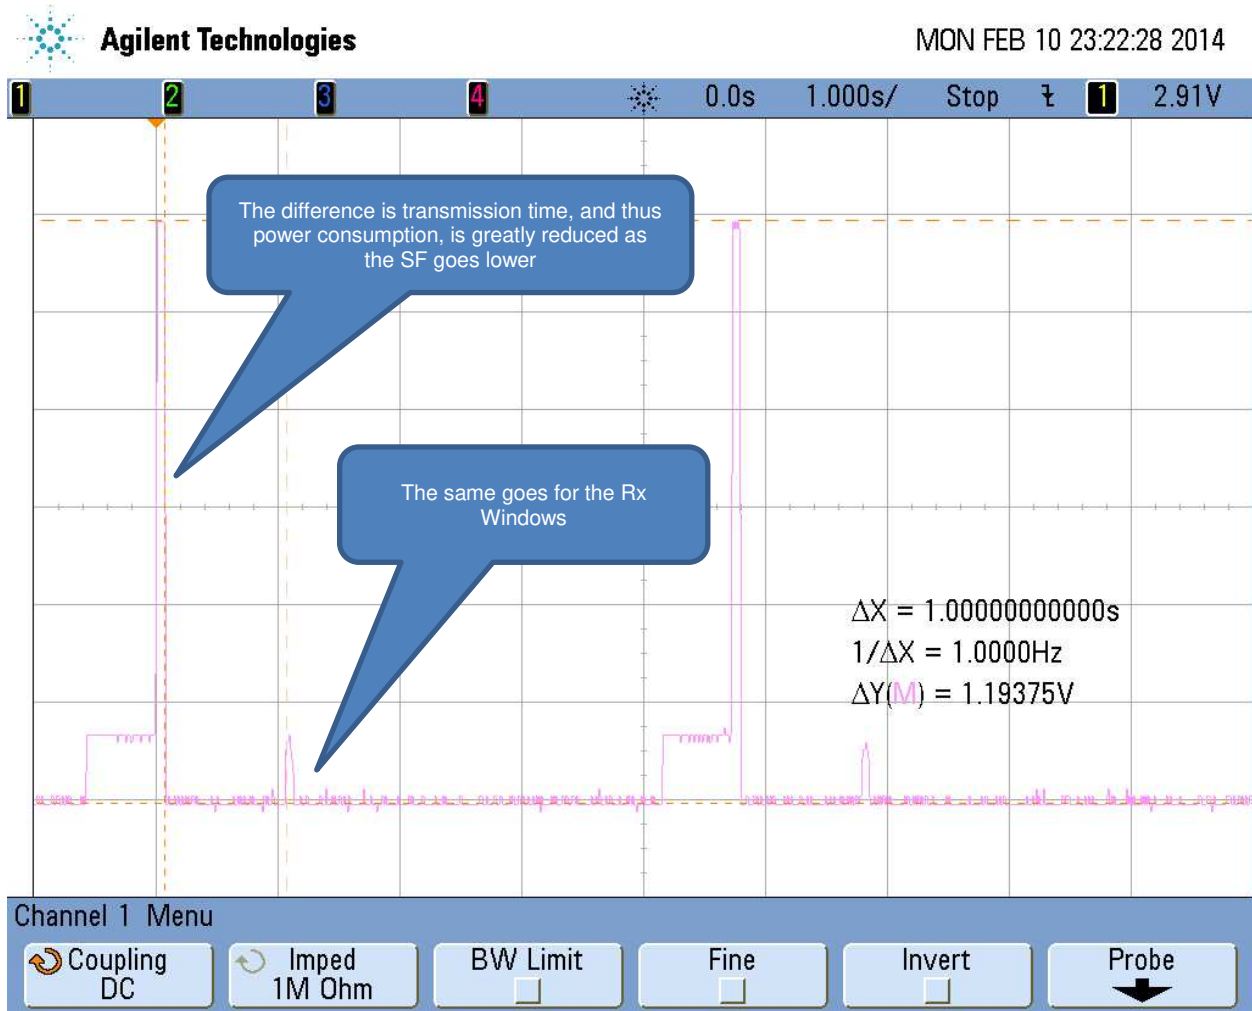 Agilent Technologies
MON FEB 10 23:22:28 2014
1 2 3 4 0.0s 1.000s/ Stop 1 2.91V
The difference is transmission time, and thus
power consumption, is greatly reduced as
the SF goes lower
The same goes for the Rx
Windows
ΔX = 1.00000000000s
1/ΔX = 1.0000Hz
ΔY(M) = 1.19375V
Channel 1 Menu
Coupling
DC
Imped
1M Ohm
BW Limit
Fine
Invert
Probe